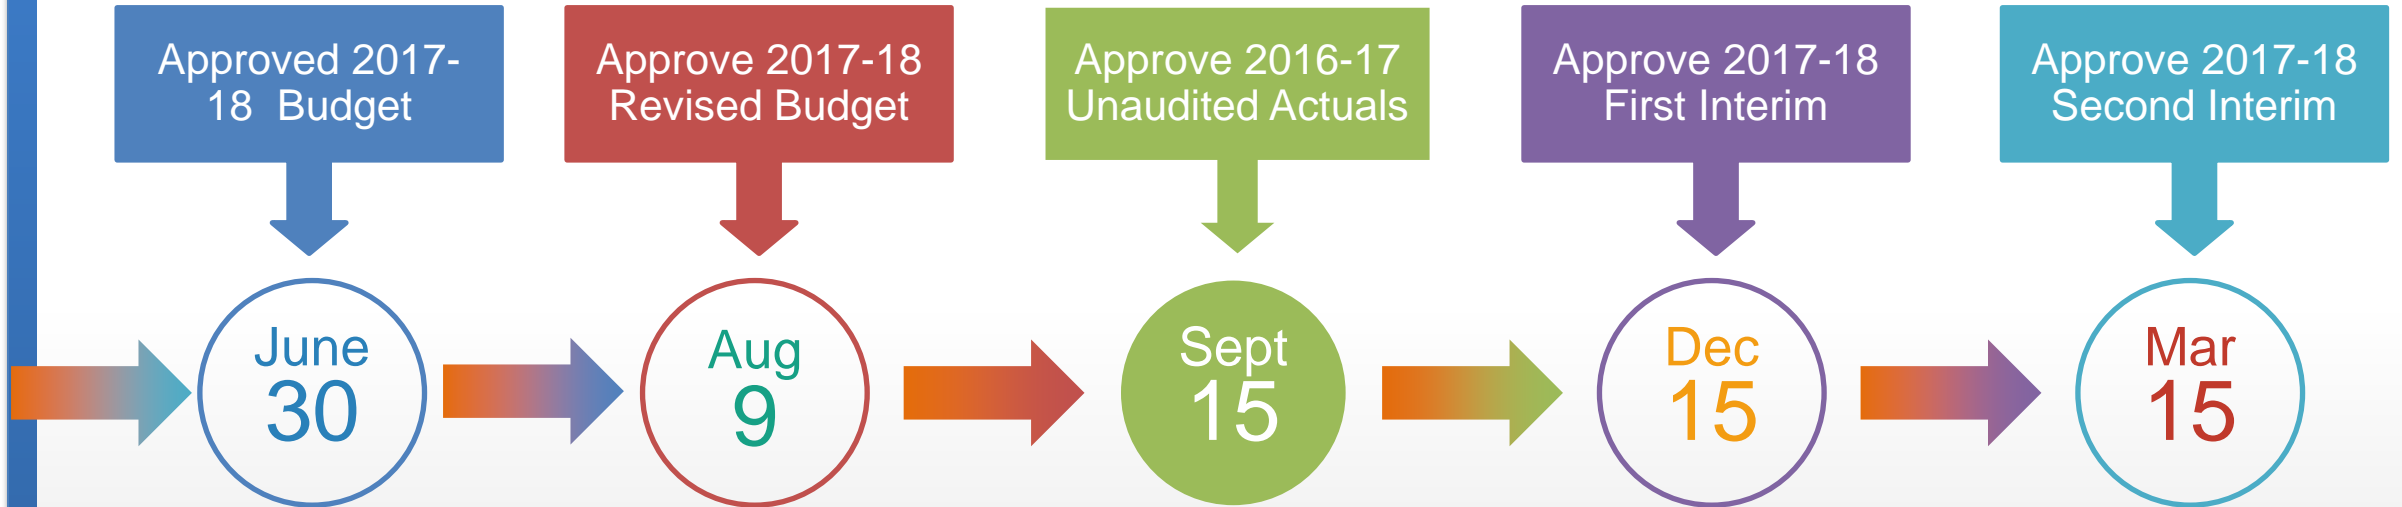 Approved 2017-
18  Budget
Approve 2017-18
Revised Budget
Approve 2016-17
Unaudited Actuals
Approve 2017-18
First Interim
Approve 2017-18
Second Interim
June
30
Aug
9
Sept
15
Dec
15
Mar
15